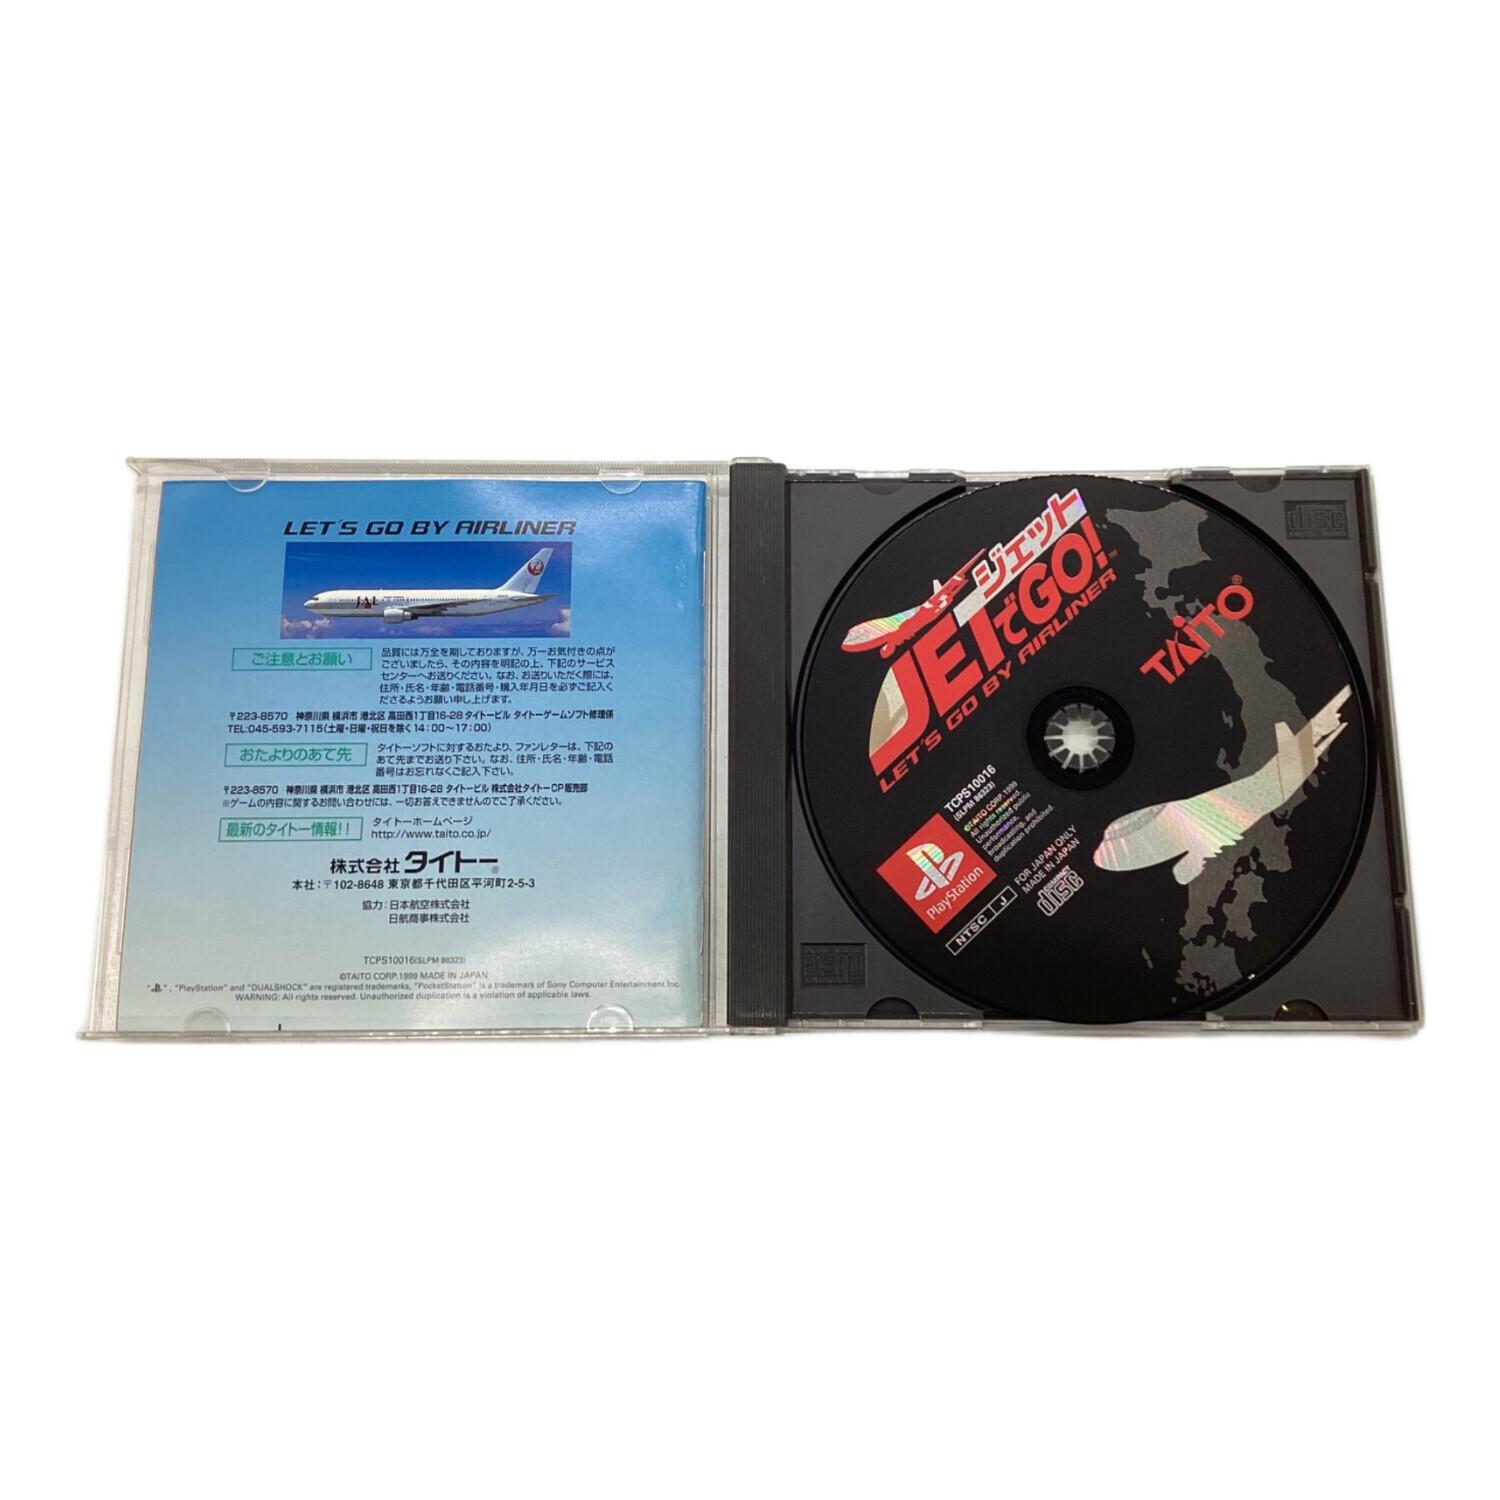 LET'S GO BY AIRLINER
JAL
ご注意とお願い
品質には万全を期しておりますが、万一お気付きの点が
ございましたら、その内容を明記の上、下記のサービス
センターへお送りください。なお、お送りいただく際には、
住所・氏名・年齢・電話番号・購入年月日を必ずご記入く
ださるようお願い申し上げます。
〒223-8570 神奈川県 横浜市 港北区 高田西1丁目16-28 タイトービル タイトーゲームソフト修理係
TEL:045-593-7115(土曜・日曜・祝日を除く 14:00〜17:00)
おたよりのあて先
タイトーソフトに対するおたより、ファンレターは、下記の
あて先までお送り下さい。なお、住所・氏名・年齢・電話
番号はお忘れなくご記入下さい。
〒223-8570 神奈川県 横浜市 港北区 高田西1丁目16-28 タイトービル 株式会社タイトーCP販売部
※ゲームの内容に関するお問い合わせには、一切お答えできませんのでご了承ください。
最新のタイトー情報!!
タイトーホームページ
http://www.taito.co.jp/
株式会社タイトー®
本社:〒102-8648 東京都千代田区平河町2-5-3
協力:日本航空株式会社
日航商事株式会社
TCPS10016(SLPM 86323)
©TAITO CORP.1999 MADE IN JAPAN
" ", "PlayStation" and "DUALSHOCK" are registered trademarks, "PocketStation" is a trademark of Sony Computer Entertainment Inc.
WARNING: All rights reserved. Unauthorized duplication is a violation of applicable laws.
ジェット
JETでGO!™
LET'S GO BY AIRLINER
TAITO®
TCPS10016
(SLPM 86323)
©TAITO CORP.1999
All rights reserved.
Unauthorized public
performance,
broadcasting, and
duplication prohibited.
PlayStation
NTSC J
FOR JAPAN ONLY
MADE IN JAPAN
COMPACT
disc
disc
disc